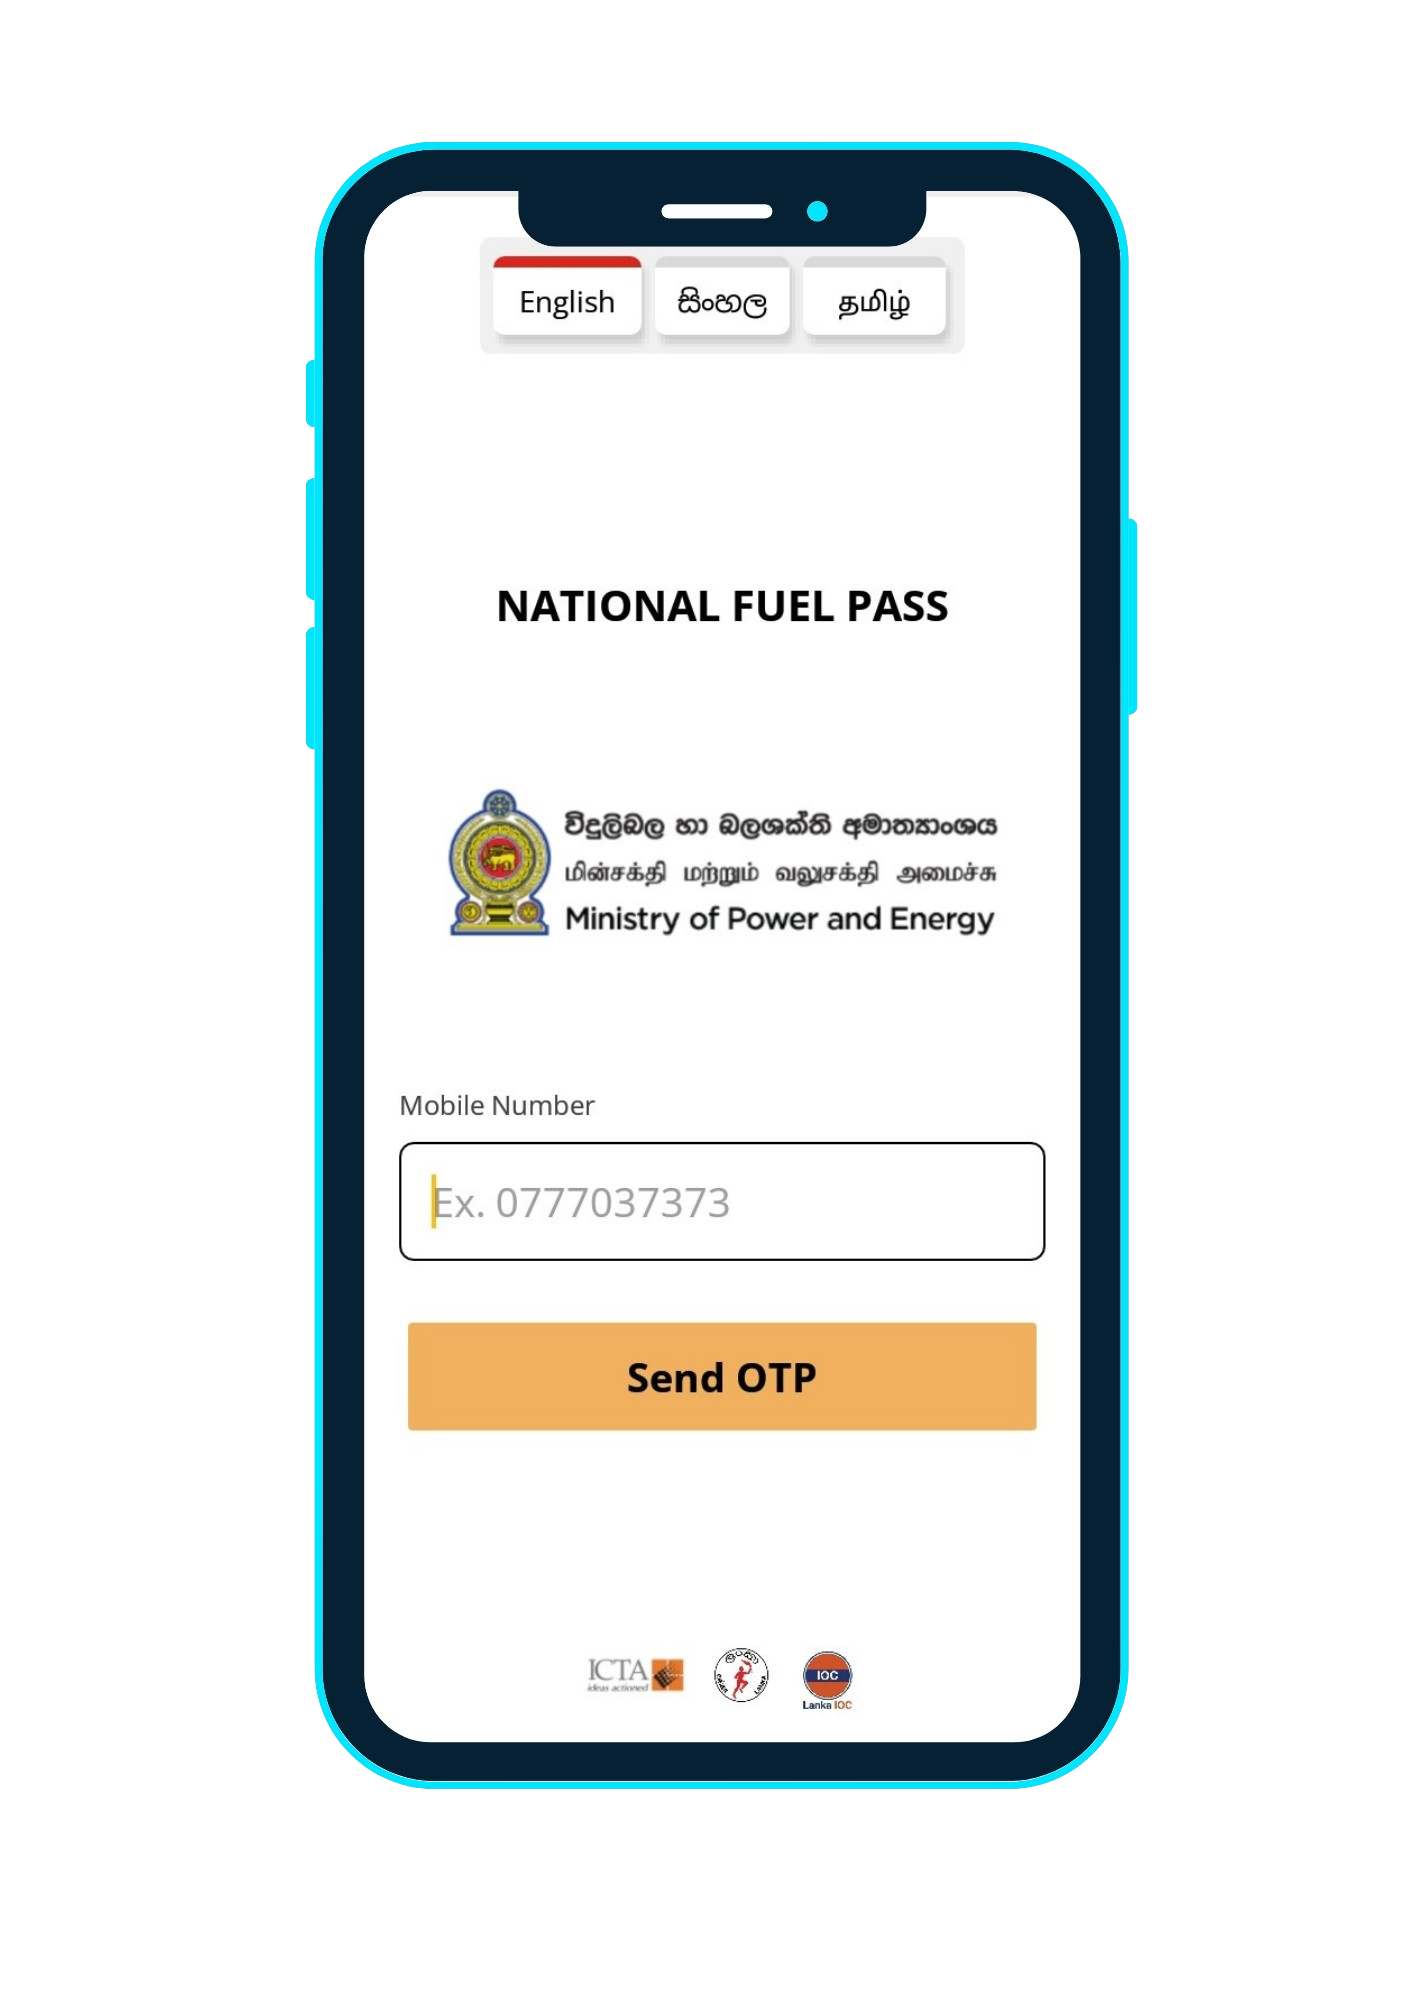 English
සිංහල
தமிழ்
NATIONAL FUEL PASS
විදුලිබල හා බලශක්ති අමාත්‍යාංශය
மின்சக்தி மற்றும் வலுசக்தி அமைச்சு
Ministry of Power and Energy
Mobile Number
Ex. 0777037373
Send OTP
ICTA
ideas actioned
IOC
Lanka IOC